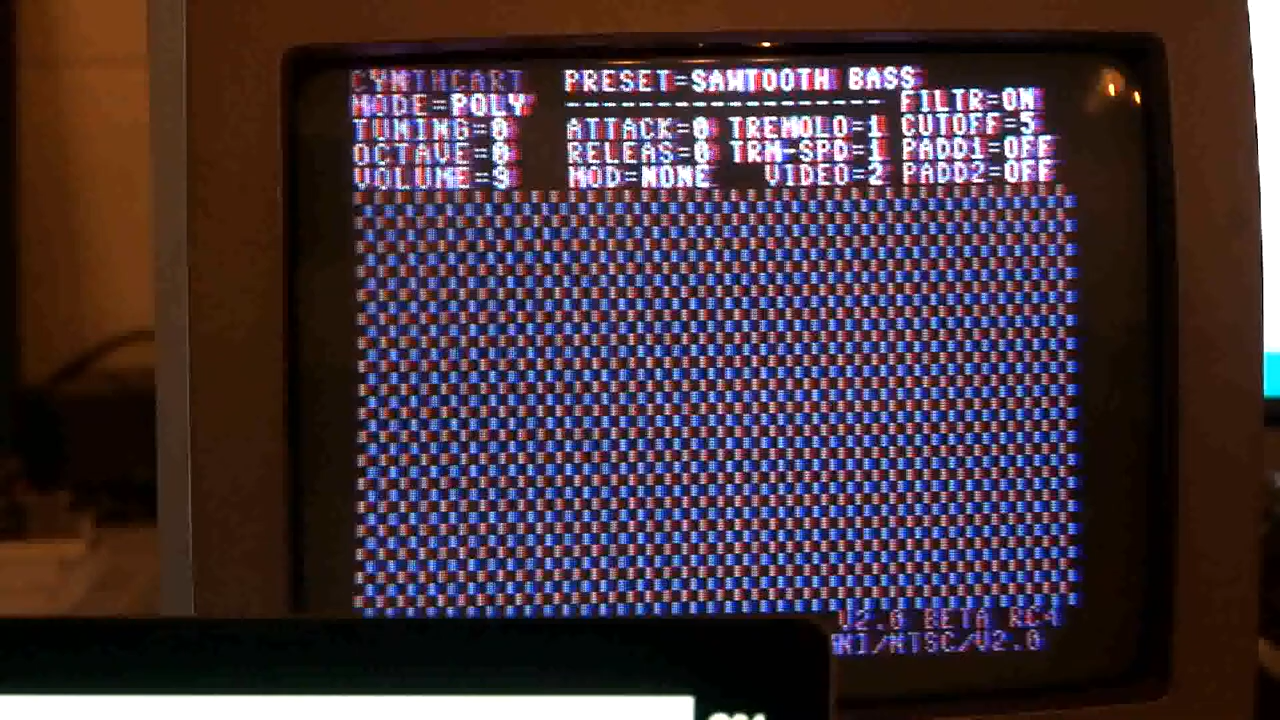 CYNTHCART PRESET=SAWTOOTH BASS
MODE=POLY ------------------ FILTR=ON
TUNING=0 ATTACK=0 TREMOLO=1 CUTOFF=5
OCTAVE=0 RELEAS=0 TRM-SPD=1 PADD1=OFF
VOLUME=9 MOD=NONE VIDEO=2 PADD2=OFF
V2.0 BETA RC4
/NTSC/V2.0